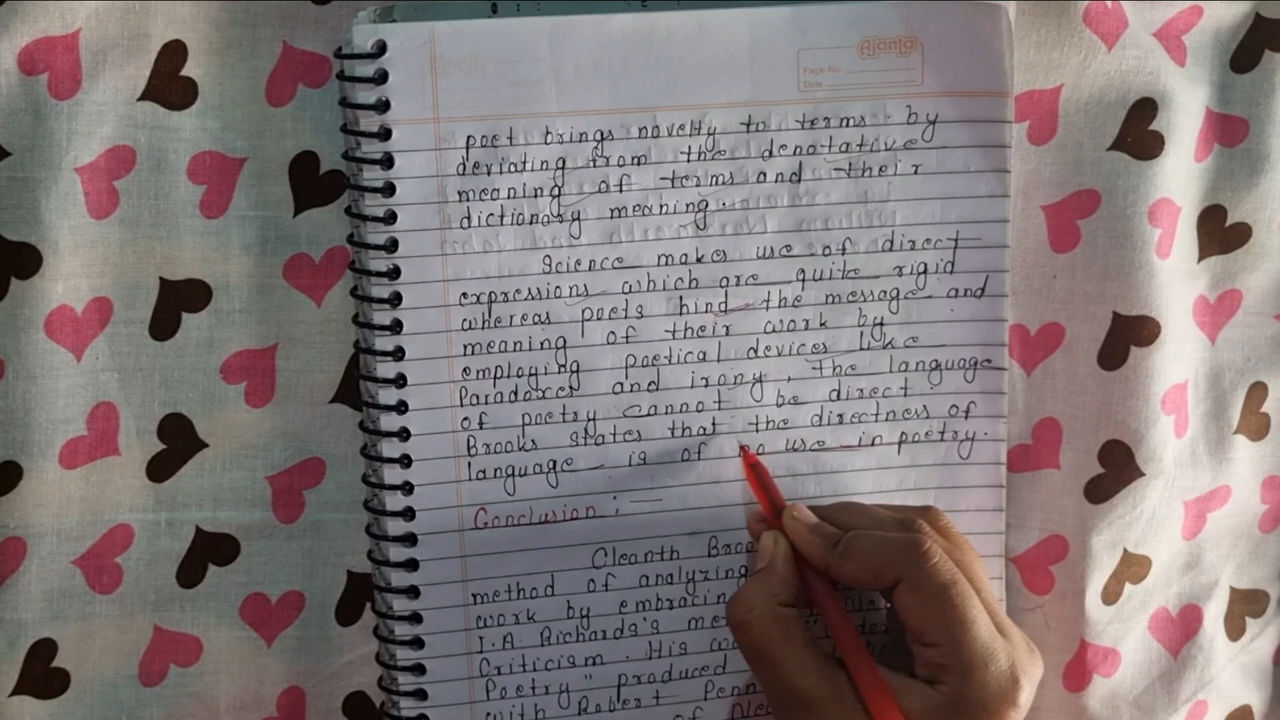 Ajanta
Page No.
Date
poet brings novelty to terms by
deviating from the denotative
meaning of terms and their
dictionary meaning.
Science makes use of direct
expressions which are quite rigid
whereas poets hind the message and
meaning of their work by
employing poetical devices like
Paradoxes and irony, the language
of poetry cannot be direct.
Brooks states that the directness of
language is of no use in poetry.
Conclusion :-
Cleanth
method of analyzing
work by
I.A. Richards's
Criticism. His
Poetry" produced
with Robert Penn
of